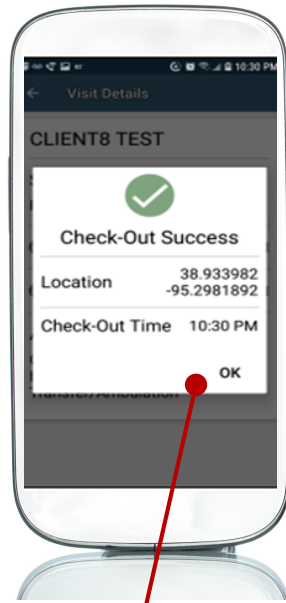 10:30 PM
Visit Details
CLIENT8 TEST
Check-Out Success
Location 38.933982
-95.2981892
Check-Out Time 10:30 PM
OK
Transfer/Ambulation